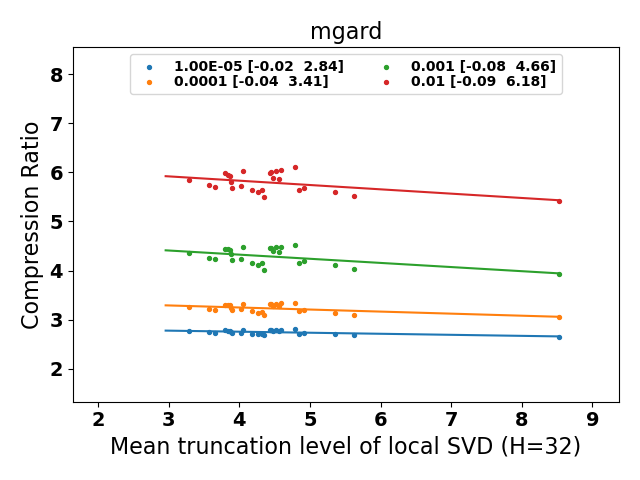 mgard
1.00E-05 [-0.02  2.84]
0.0001 [-0.04  3.41]
0.001 [-0.08  4.66]
0.01 [-0.09  6.18]
Compression Ratio
8
7
6
5
4
3
2
2 3 4 5 6 7 8 9
Mean truncation level of local SVD (H=32)